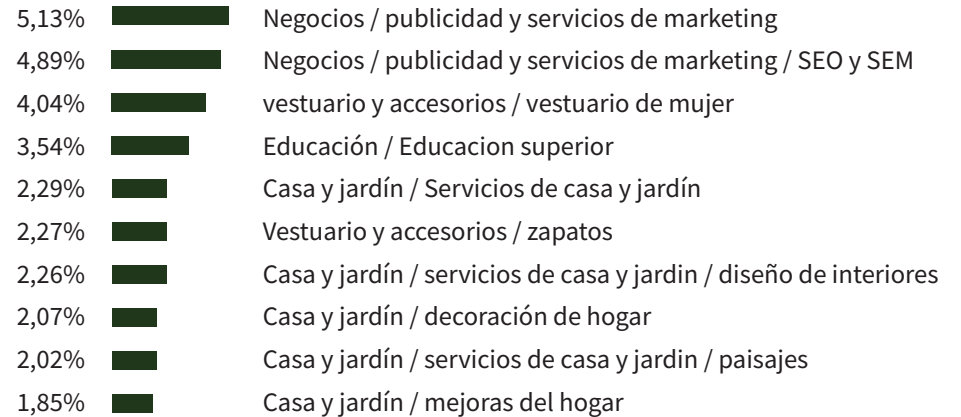 5,13% Negocios / publicidad y servicios de marketing
4,89% Negocios / publicidad y servicios de marketing / SEO y SEM
4,04% vestuario y accesorios / vestuario de mujer
3,54% Educación / Educacion superior
2,29% Casa y jardín / Servicios de casa y jardín
2,27% Vestuario y accesorios / zapatos
2,26% Casa y jardín / servicios de casa y jardin / diseño de interiores
2,07% Casa y jardín / decoración de hogar
2,02% Casa y jardín / servicios de casa y jardin / paisajes
1,85% Casa y jardín / mejoras del hogar